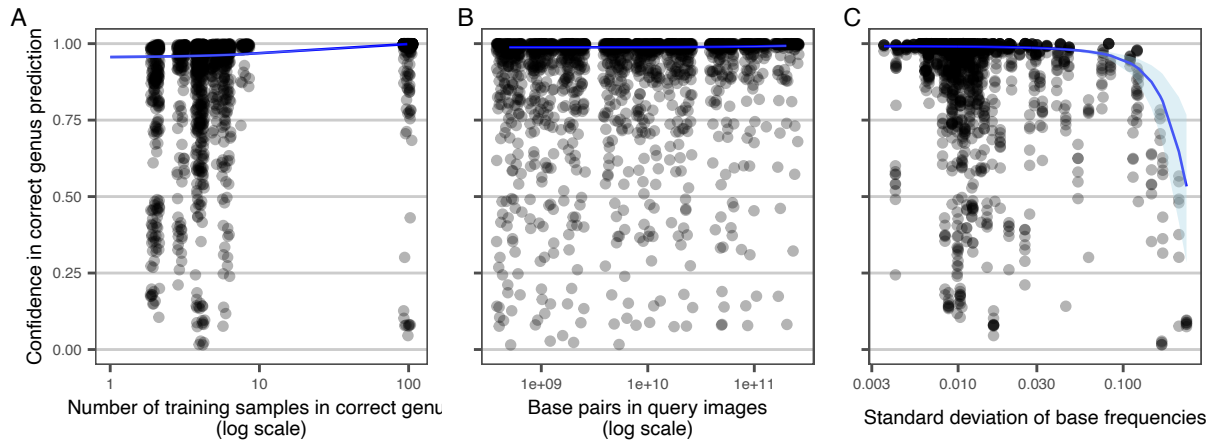 A
B
C
Confidence in correct genus prediction
1.00
0.75
0.50
0.25
0.00
1
10
100
1e+09
1e+10
1e+11
0.003
0.010
0.030
0.100
Number of training samples in correct genu
(log scale)
Base pairs in query images
(log scale)
Standard deviation of base frequencies